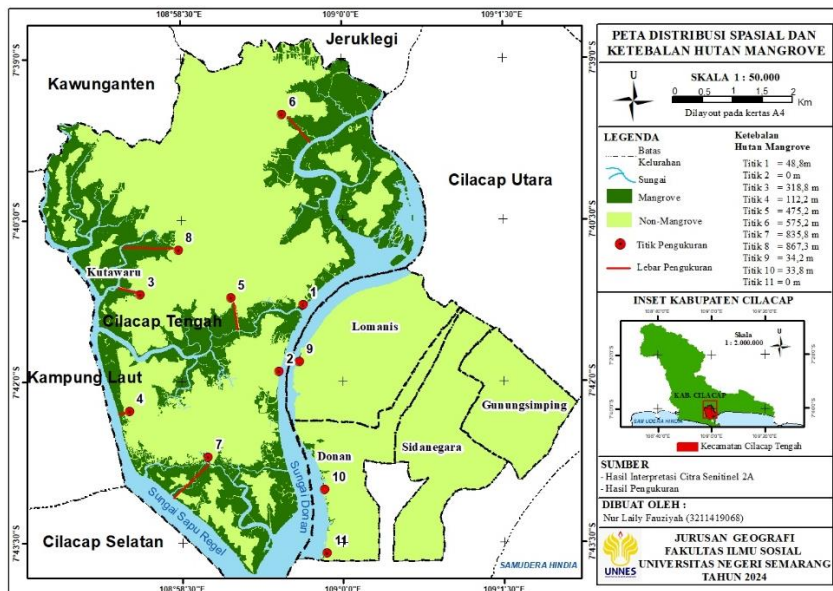 108°58'30"S
109°0'0"S
109°1'30"S
7°39'0"S
7°40'30"S
7°42'0"S
7°43'30"S
Jeruklegi
Kawunganten
Cilacap Utara
6
8
Kutawaru
3
5
1
Cilacap Tengah
Lomanis
2
9
Kampung Laut
4
Gunungsimping
Sidanegara
7
Donan
10
Sungai Donan
Sungai Sapu Regel
11
Cilacap Selatan
SAMUDERA HINDIA
108°58'30"S
109°0'0"S
PETA DISTRIBUSI SPASIAL DAN
KETEBALAN HUTAN MANGROVE
U
SKALA 1 : 50.000
0 0,5 1 2
Km
Dilayout pada kertas A4
LEGENDA
Batas
Kelurahan
Sungai
Mangrove
Non-Mangrove
Titik Pengukuran
Lebar Pengukuran
Ketebalan
Hutan Mangrove
Titik 1 = 48,8m
Titik 2 = 0 m
Titik 3 = 318,8 m
Titik 4 = 112,2 m
Titik 5 = 475,2 m
Titik 6 = 575,2 m
Titik 7 = 835,8 m
Titik 8 = 867,3 m
Titik 9 = 34,2 m
Titik 10 = 33,8 m
Titik 11 = 0 m
INSET KABUPATEN CILACAP
Skala
1 : 2.000.000
U
KAB. CILACAP
SAMUDERA HINDIA
Kecamatan Cilacap Tengah
SUMBER
- Hasil Interpretasi Citra Senitinel 2A
- Hasil Pengukuran
DIBUAT OLEH :
Nur Laily Fauziyah (3211419068)
UNNES
JURUSAN GEOGRAFI
FAKULTAS ILMU SOSIAL
UNIVERSITAS NEGERI SEMARANG
TAHUN 2024